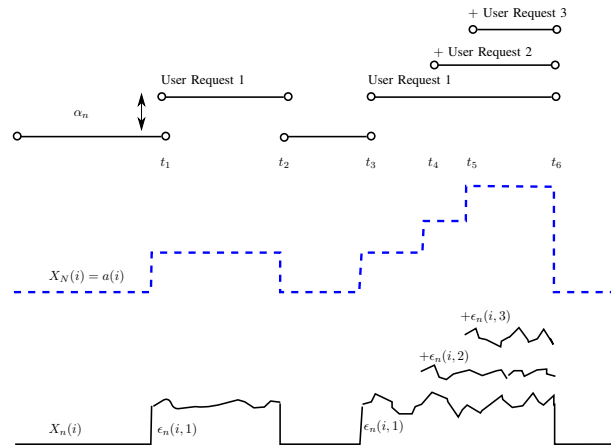 + User Request 3
+ User Request 2
User Request 1
User Request 1
α_n
t_1
t_2
t_3
t_4
t_5
t_6
X_N(i) = a(i)
+ϵ_n(i, 3)
+ϵ_n(i, 2)
X_n(i)
ϵ_n(i, 1)
ϵ_n(i, 1)